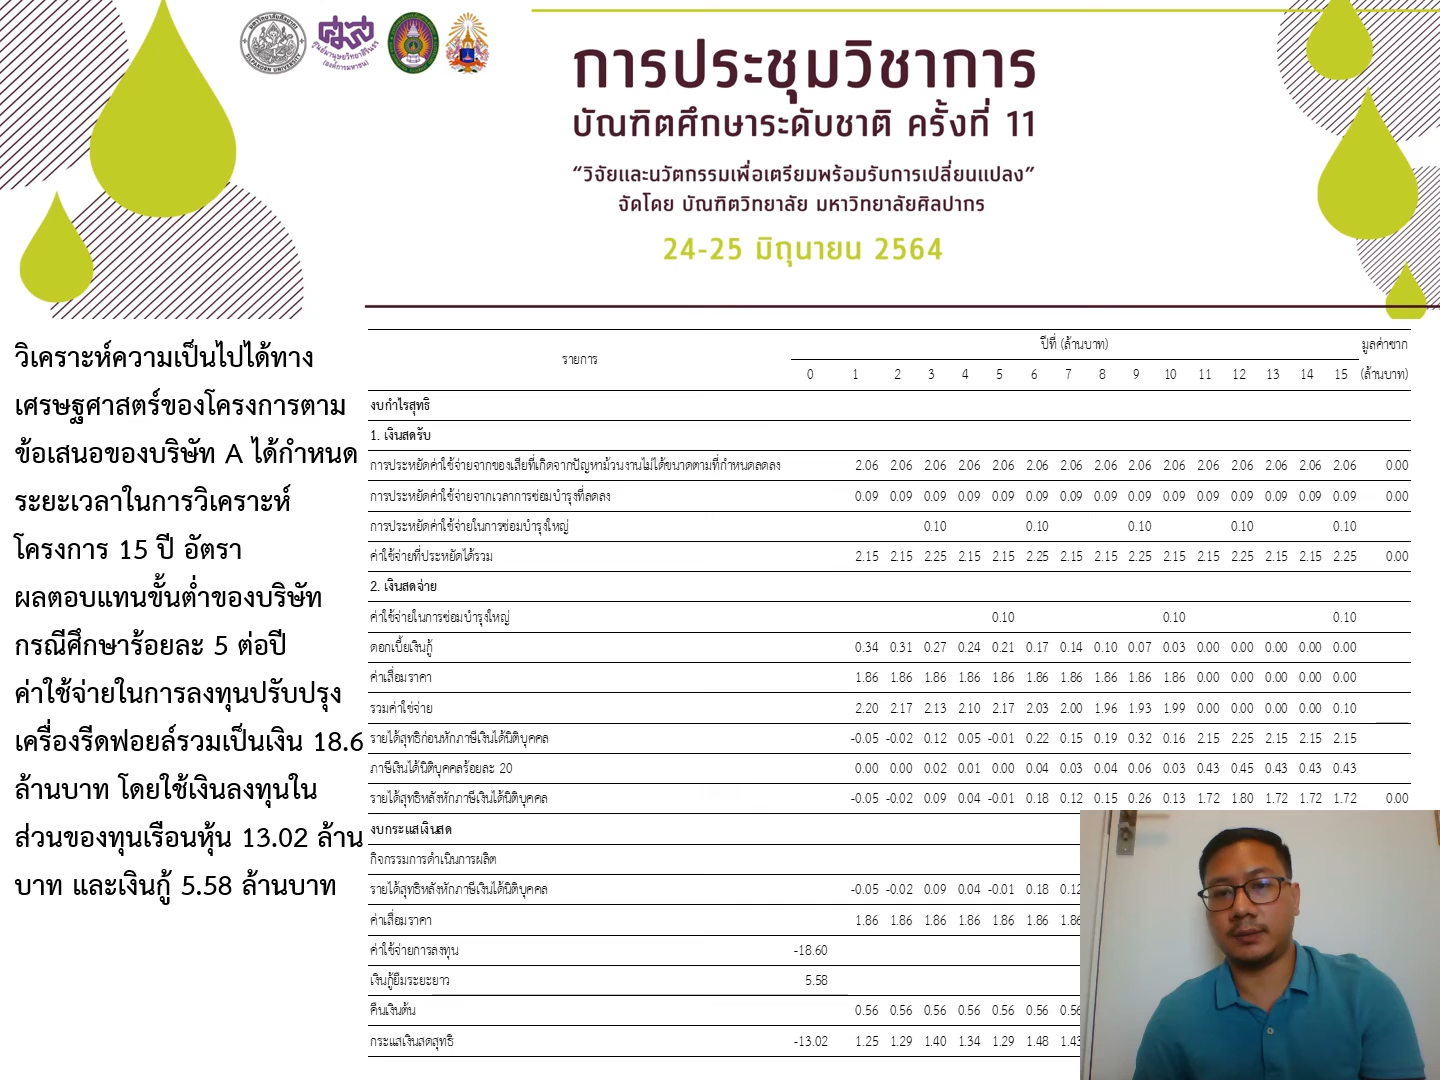 การประชุมวิชาการ
บัณฑิตศึกษาระดับชาติ ครั้งที่ 11
“วิจัยและนวัตกรรมเพื่อเตรียมพร้อมรับการเปลี่ยนแปลง”
จัดโดย บัณฑิตวิทยาลัย มหาวิทยาลัยศิลปากร
24-25 มิถุนายน 2564
วิเคราะห์ความเป็นไปได้ทาง
เศรษฐศาสตร์ของโครงการตาม
ข้อเสนอของบริษัท A ได้กำหนด
ระยะเวลาในการวิเคราะห์
โครงการ 15 ปี อัตรา
ผลตอบแทนขั้นต่ำของบริษัท
กรณีศึกษาร้อยละ 5 ต่อปี
ค่าใช้จ่ายในการลงทุนปรับปรุง
เครื่องรีดฟอยล์รวมเป็นเงิน 18.6
ล้านบาท โดยใช้เงินลงทุนใน
ส่วนของทุนเรือนหุ้น 13.02 ล้าน
บาท และเงินกู้ 5.58 ล้านบาท
รายการ ปีที่ (ล้านบาท) มูลค่าซาก
0 1 2 3 4 5 6 7 8 9 10 11 12 13 14 15 (ล้านบาท)
งบกำไรสุทธิ
1. เงินสดรับ
การประหยัดค่าใช้จ่ายจากของเสียที่เกิดจากปัญหาม้วนงานไม่ได้ขนาดตามที่กำหนดลดลง 2.06 2.06 2.06 2.06 2.06 2.06 2.06 2.06 2.06 2.06 2.06 2.06 2.06 2.06 2.06 0.00
การประหยัดค่าใช้จ่ายจากเวลาการซ่อมบำรุงที่ลดลง 0.09 0.09 0.09 0.09 0.09 0.09 0.09 0.09 0.09 0.09 0.09 0.09 0.09 0.09 0.09 0.00
การประหยัดค่าใช้จ่ายในการซ่อมบำรุงใหญ่ 0.10 0.10 0.10 0.10 0.10
ค่าใช้จ่ายที่ประหยัดได้รวม 2.15 2.15 2.25 2.15 2.15 2.25 2.15 2.15 2.25 2.15 2.15 2.25 2.15 2.15 2.25 0.00
2. เงินสดจ่าย
ค่าใช้จ่ายในการซ่อมบำรุงใหญ่ 0.10 0.10 0.10
ดอกเบี้ยเงินกู้ 0.34 0.31 0.27 0.24 0.21 0.17 0.14 0.10 0.07 0.03 0.00 0.00 0.00 0.00 0.00
ค่าเสื่อมราคา 1.86 1.86 1.86 1.86 1.86 1.86 1.86 1.86 1.86 1.86 0.00 0.00 0.00 0.00 0.00
รวมค่าใช่จ่าย 2.20 2.17 2.13 2.10 2.17 2.03 2.00 1.96 1.93 1.99 0.00 0.00 0.00 0.00 0.10
รายได้สุทธิก่อนหักภาษีเงินได้นิติบุคคล -0.05 -0.02 0.12 0.05 -0.01 0.22 0.15 0.19 0.32 0.16 2.15 2.25 2.15 2.15 2.15
ภาษีเงินได้นิติบุคคลร้อยละ 20 0.00 0.00 0.02 0.01 0.00 0.04 0.03 0.04 0.06 0.03 0.43 0.45 0.43 0.43 0.43
รายได้สุทธิหลังหักภาษีเงินได้นิติบุคคล -0.05 -0.02 0.09 0.04 -0.01 0.18 0.12 0.15 0.26 0.13 1.72 1.80 1.72 1.72 1.72 0.00
งบกระแสเงินสด
กิจกรรมการดำเนินการผลิต
รายได้สุทธิหลังหักภาษีเงินได้นิติบุคคล -0.05 -0.02 0.09 0.04 -0.01 0.18 0.12
ค่าเสื่อมราคา 1.86 1.86 1.86 1.86 1.86 1.86 1.86
ค่าใช้จ่ายการลงทุน -18.60
เงินกู้ยืมระยะยาว 5.58
คืนเงินต้น 0.56 0.56 0.56 0.56 0.56 0.56 0.56
กระแสเงินสดสุทธิ -13.02 1.25 1.29 1.40 1.34 1.29 1.48 1.43